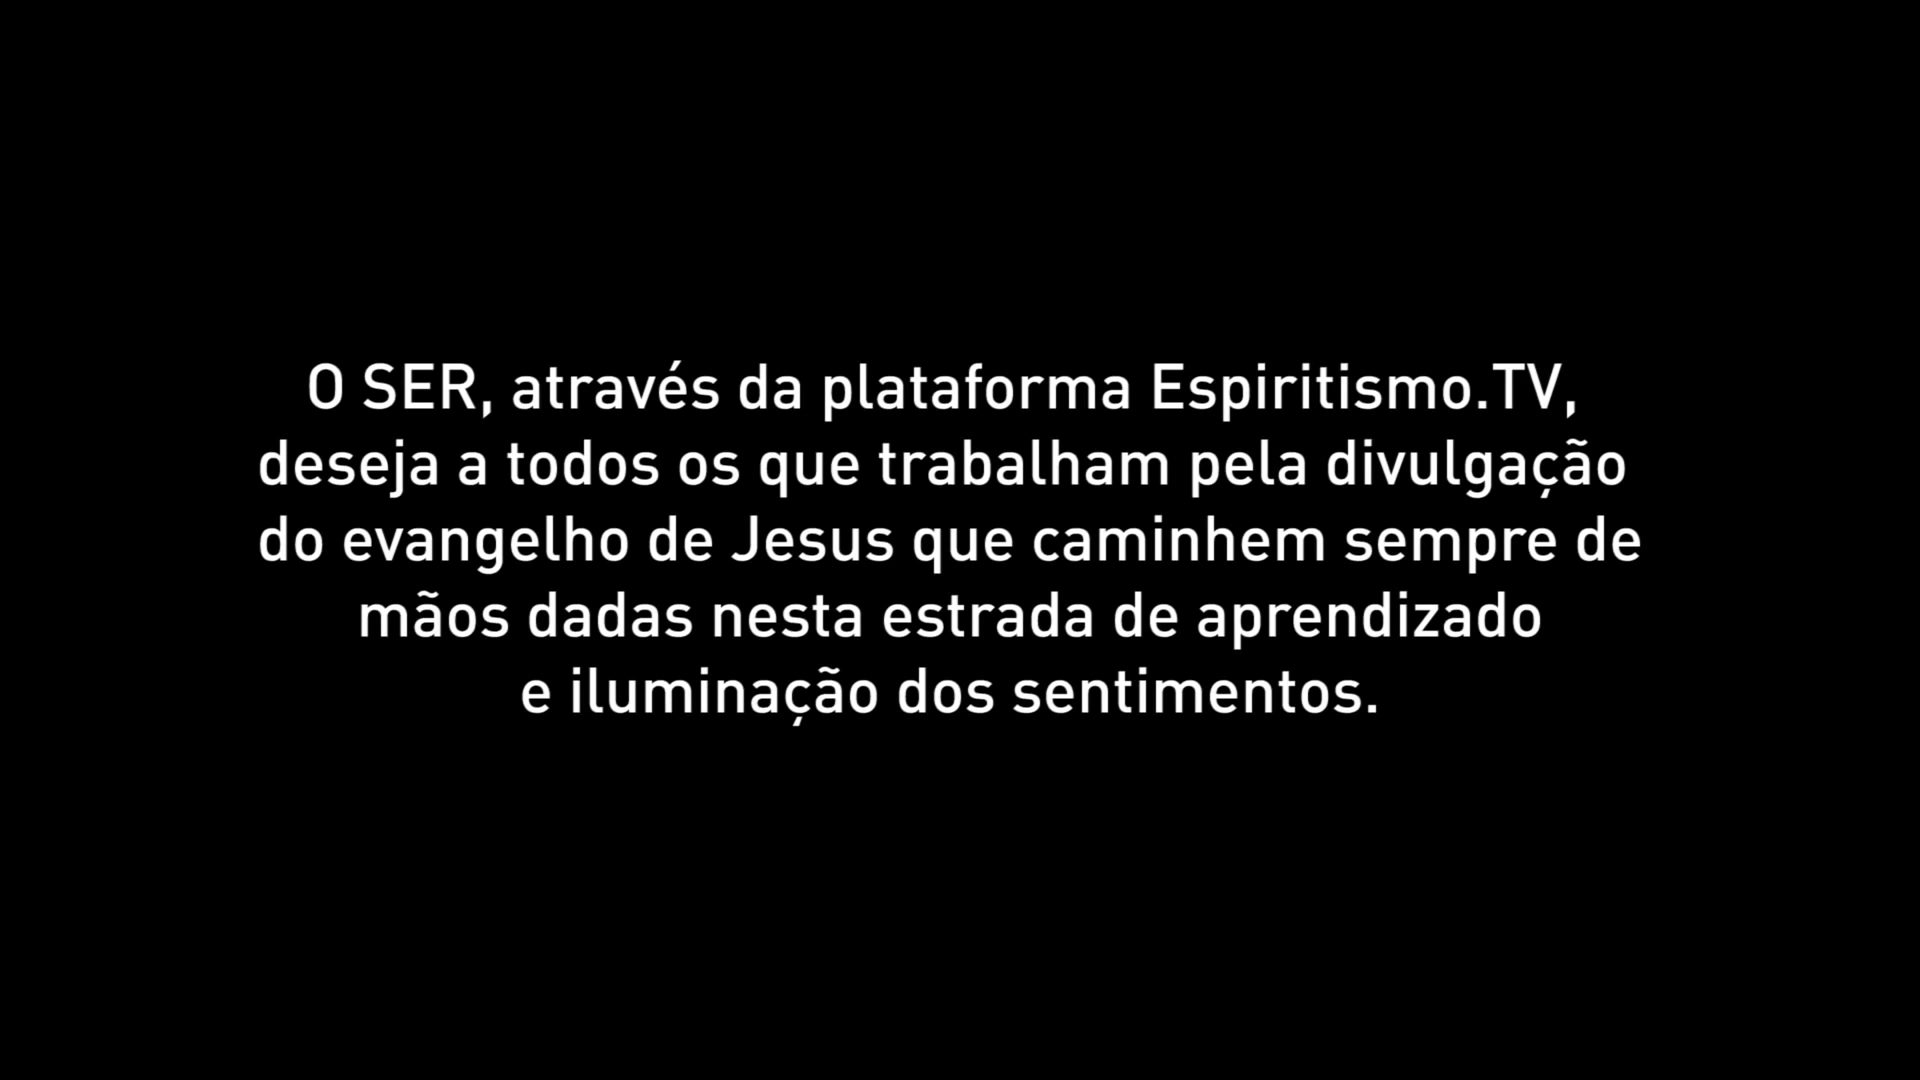 O SER, através da plataforma Espiritismo.TV,
deseja a todos os que trabalham pela divulgação
do evangelho de Jesus que caminhem sempre de
mãos dadas nesta estrada de aprendizado
e iluminação dos sentimentos.